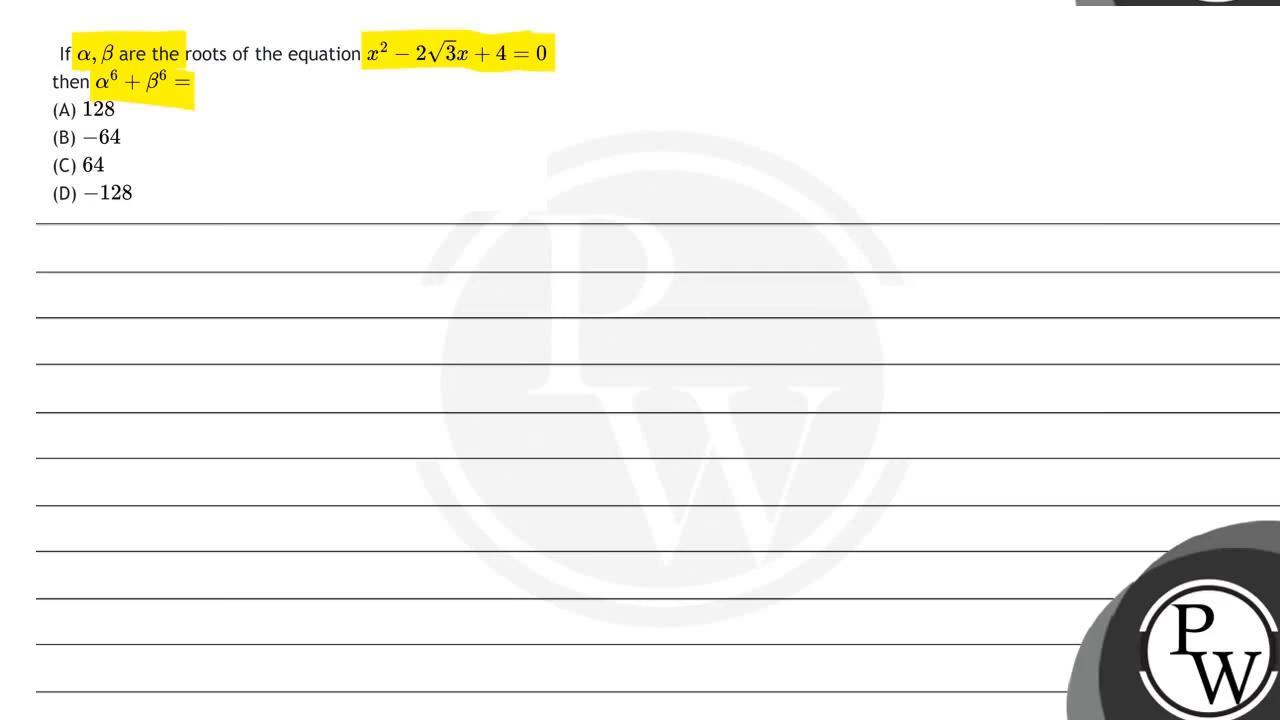 If α, β are the roots of the equation x² − 2√3x + 4 = 0
then α⁶ + β⁶ =
(A) 128
(B) −64
(C) 64
(D) −128
P
W
P
W